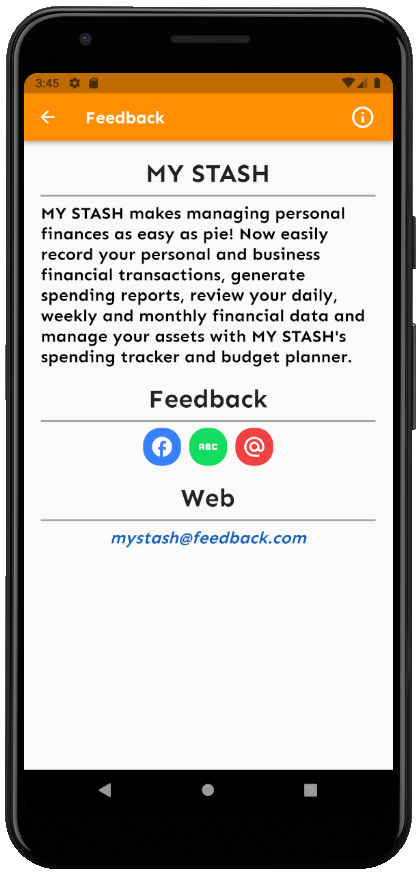 3:45
Feedback
MY STASH
MY STASH makes managing personal
finances as easy as pie! Now easily
record your personal and business
financial transactions, generate
spending reports, review your daily,
weekly and monthly financial data and
manage your assets with MY STASH's
spending tracker and budget planner.
Feedback
ABC
Web
mystash@feedback.com